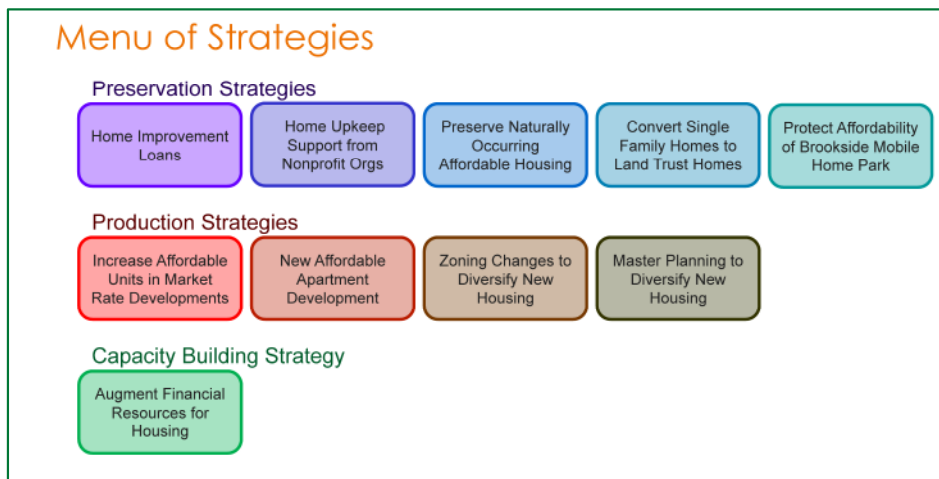 Menu of Strategies
Preservation Strategies
Home Improvement
Loans
Home Upkeep
Support from
Nonprofit Orgs
Preserve Naturally
Occurring
Affordable Housing
Convert Single
Family Homes to
Land Trust Homes
Protect Affordability
of Brookside Mobile
Home Park
Production Strategies
Increase Affordable
Units in Market
Rate Developments
New Affordable
Apartment
Development
Zoning Changes to
Diversify New
Housing
Master Planning to
Diversify New
Housing
Capacity Building Strategy
Augment Financial
Resources for
Housing